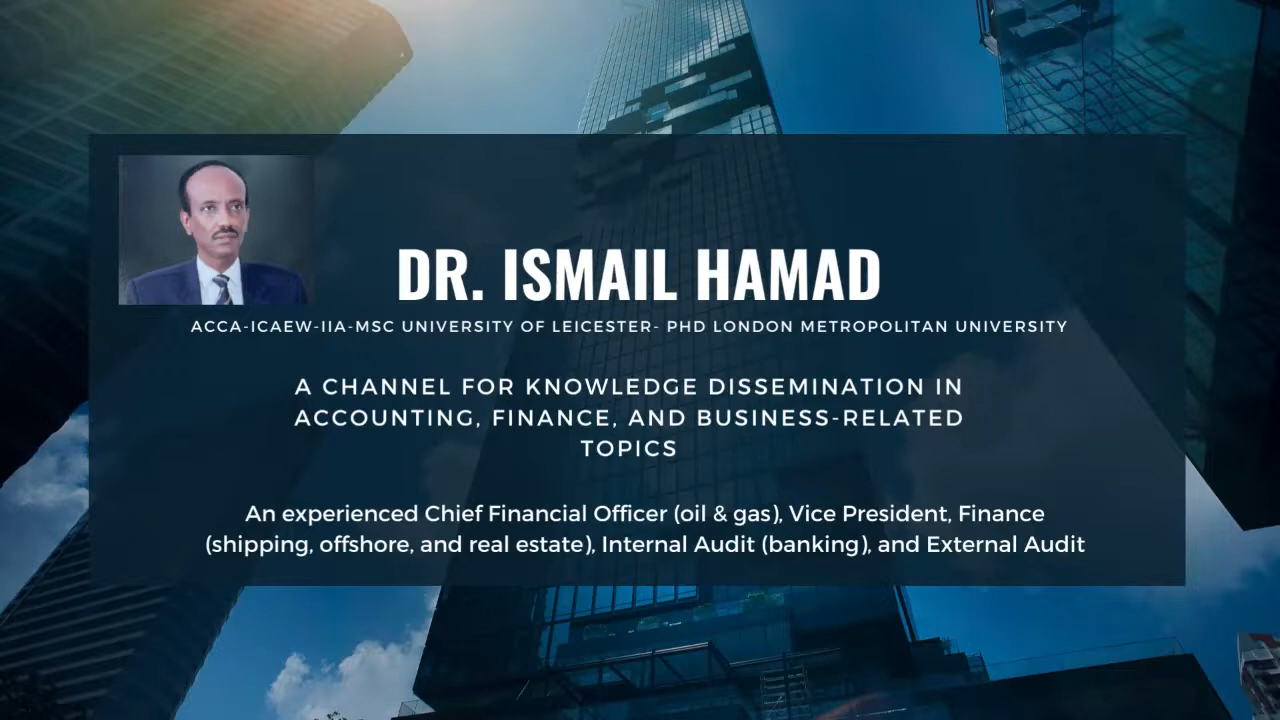 DR. ISMAIL HAMAD
ACCA-ICAEW-IIA-MSC UNIVERSITY OF LEICESTER- PHD LONDON METROPOLITAN UNIVERSITY
A CHANNEL FOR KNOWLEDGE DISSEMINATION IN
ACCOUNTING, FINANCE, AND BUSINESS-RELATED
TOPICS
An experienced Chief Financial Officer (oil & gas), Vice President, Finance
(shipping, offshore, and real estate), Internal Audit (banking), and External Audit